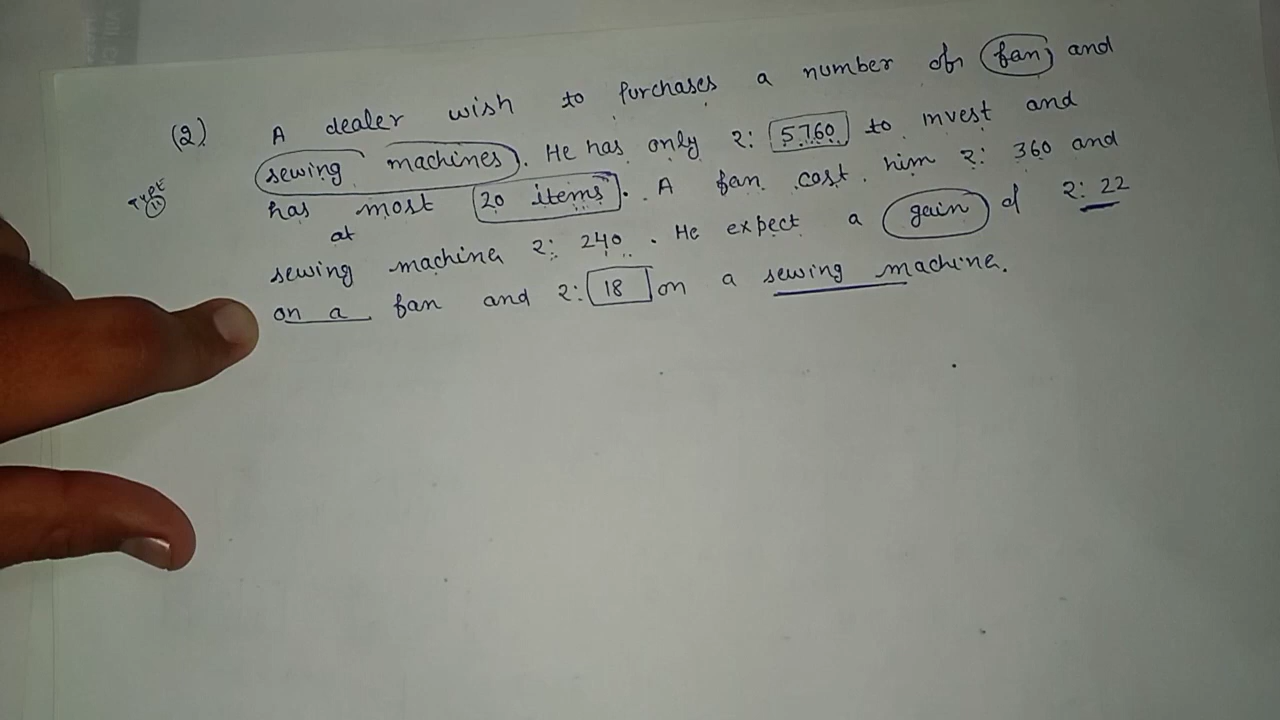 (2) A dealer wish to purchases a number of fan, and
sewing machines. He has only ₹: 5760 to invest and
Type (11) has most 20 items. A fan cost him ₹: 360 and
at
sewing machine ₹: 240. He expect a gain of ₹: 22
on a fan and ₹: 18 on a sewing machine.